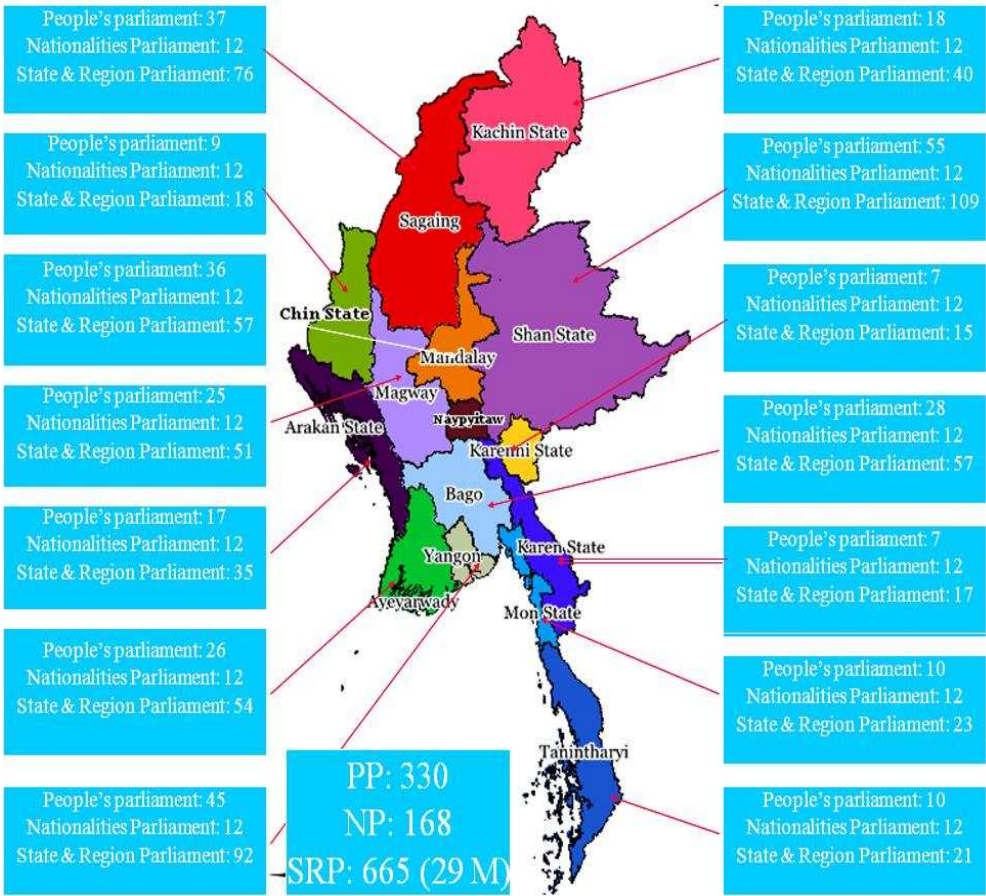 People's parliament: 37
Nationalities Parliament: 12
State & Region Parliament: 76
People's parliament: 9
Nationalities Parliament: 12
State & Region Parliament: 18
People's parliament: 36
Nationalities Parliament: 12
State & Region Parliament: 57
People's parliament: 25
Nationalities Parliament: 12
State & Region Parliament: 51
People's parliament: 17
Nationalities Parliament: 12
State & Region Parliament: 35
People's parliament: 26
Nationalities Parliament: 12
State & Region Parliament: 54
People's parliament: 45
Nationalities Parliament: 12
State & Region Parliament: 92
Kachin State
Sagaing
Chin State
Shan State
Mandalay
Magway
Naypyitaw
Arakan State
Karenni State
Bago
Yangon
Karen State
Ayeyarwady
Mon State
Tanintharyi
PP: 330
NP: 168
SRP: 665 (29 M)
People's parliament: 18
Nationalities Parliament: 12
State & Region Parliament: 40
People's parliament: 55
Nationalities Parliament: 12
State & Region Parliament: 109
People's parliament: 7
Nationalities Parliament: 12
State & Region Parliament: 15
People's parliament: 28
Nationalities Parliament: 12
State & Region Parliament: 57
People's parliament: 7
Nationalities Parliament: 12
State & Region Parliament: 17
People's parliament: 10
Nationalities Parliament: 12
State & Region Parliament: 23
People's parliament: 10
Nationalities Parliament: 12
State & Region Parliament: 21